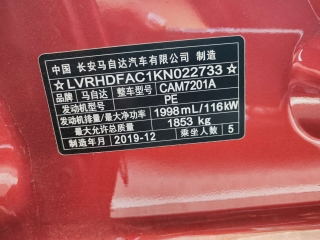 中国 长安马自达汽车有限公司 制造
☆LVRHDFAC1KN022733☆
品牌 马自达 整车型号 CAM7201A
发动机型号 PE
发动机排量/最大净功率 1998mL/116kW
最大允许总质量 1853 kg
制造年月 2019-12 乘坐人数 5